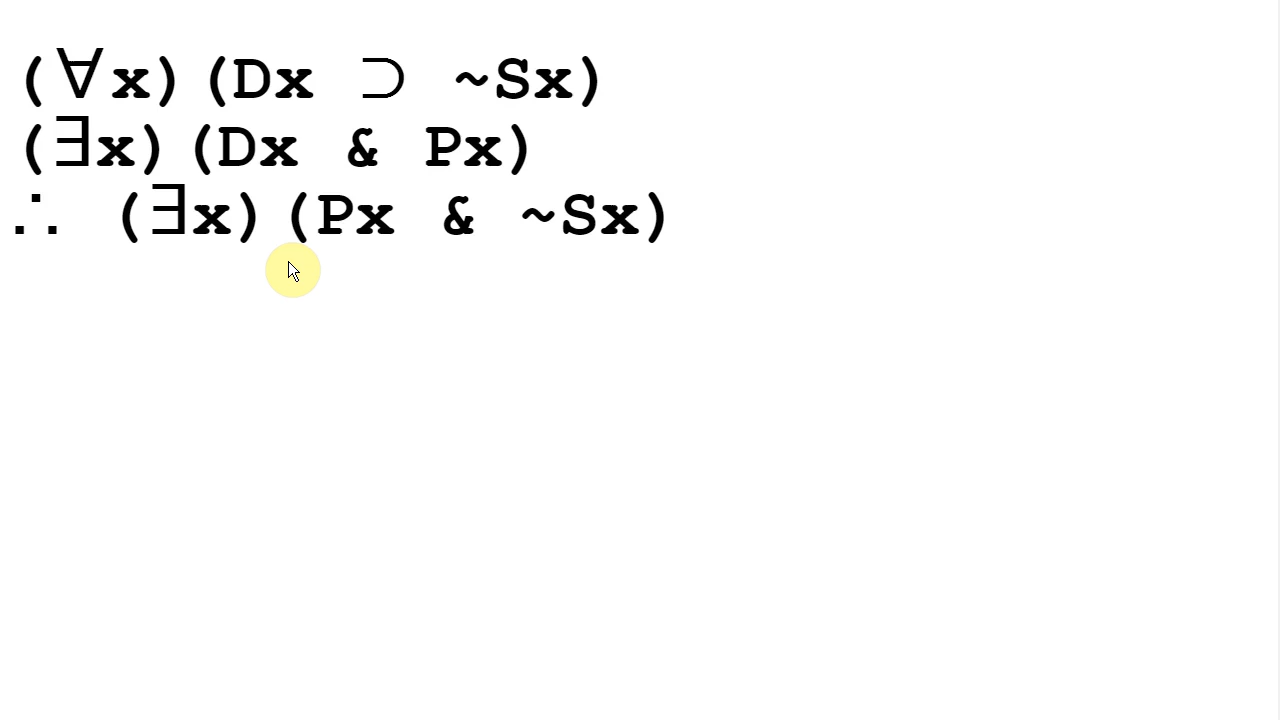 (∀x)(Dx ⊃ ~Sx)
(∃x)(Dx & Px)
∴ (∃x)(Px & ~Sx)